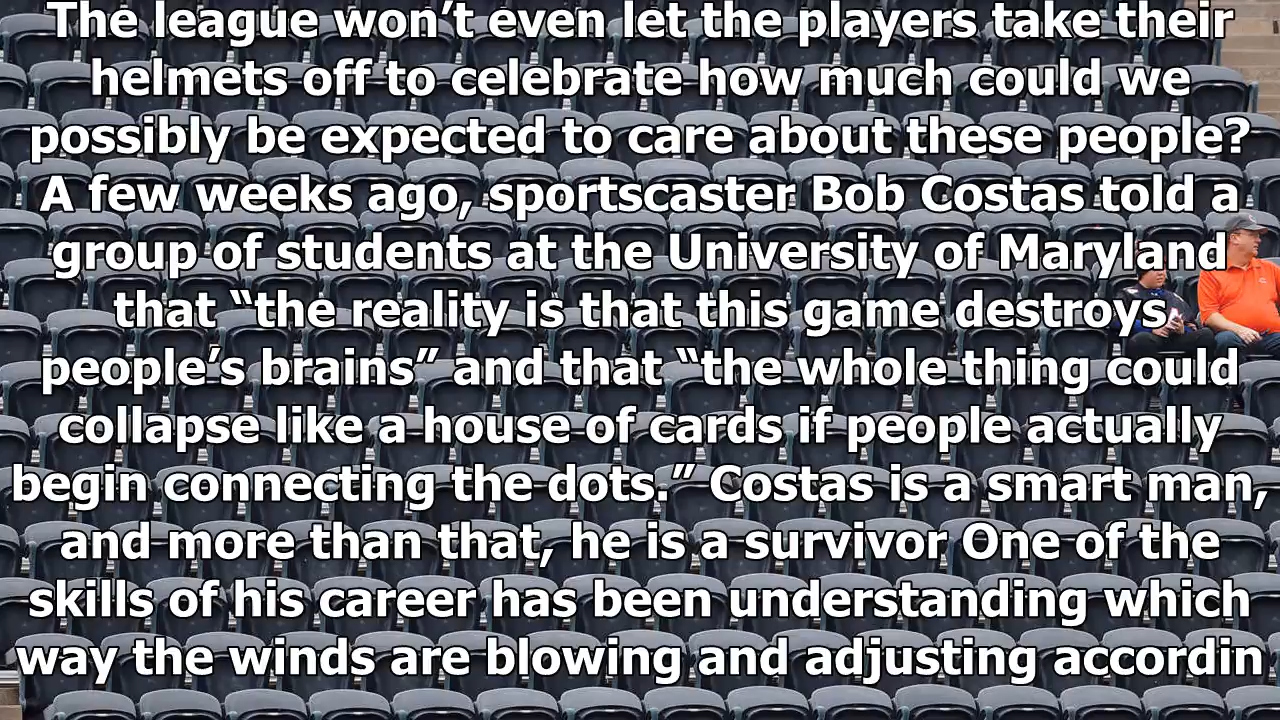 The league won’t even let the players take their
helmets off to celebrate how much could we
possibly be expected to care about these people?
A few weeks ago, sportscaster Bob Costas told a
group of students at the University of Maryland
that “the reality is that this game destroys
people’s brains” and that “the whole thing could
collapse like a house of cards if people actually
begin connecting the dots.” Costas is a smart man,
and more than that, he is a survivor One of the
skills of his career has been understanding which
way the winds are blowing and adjusting accordin